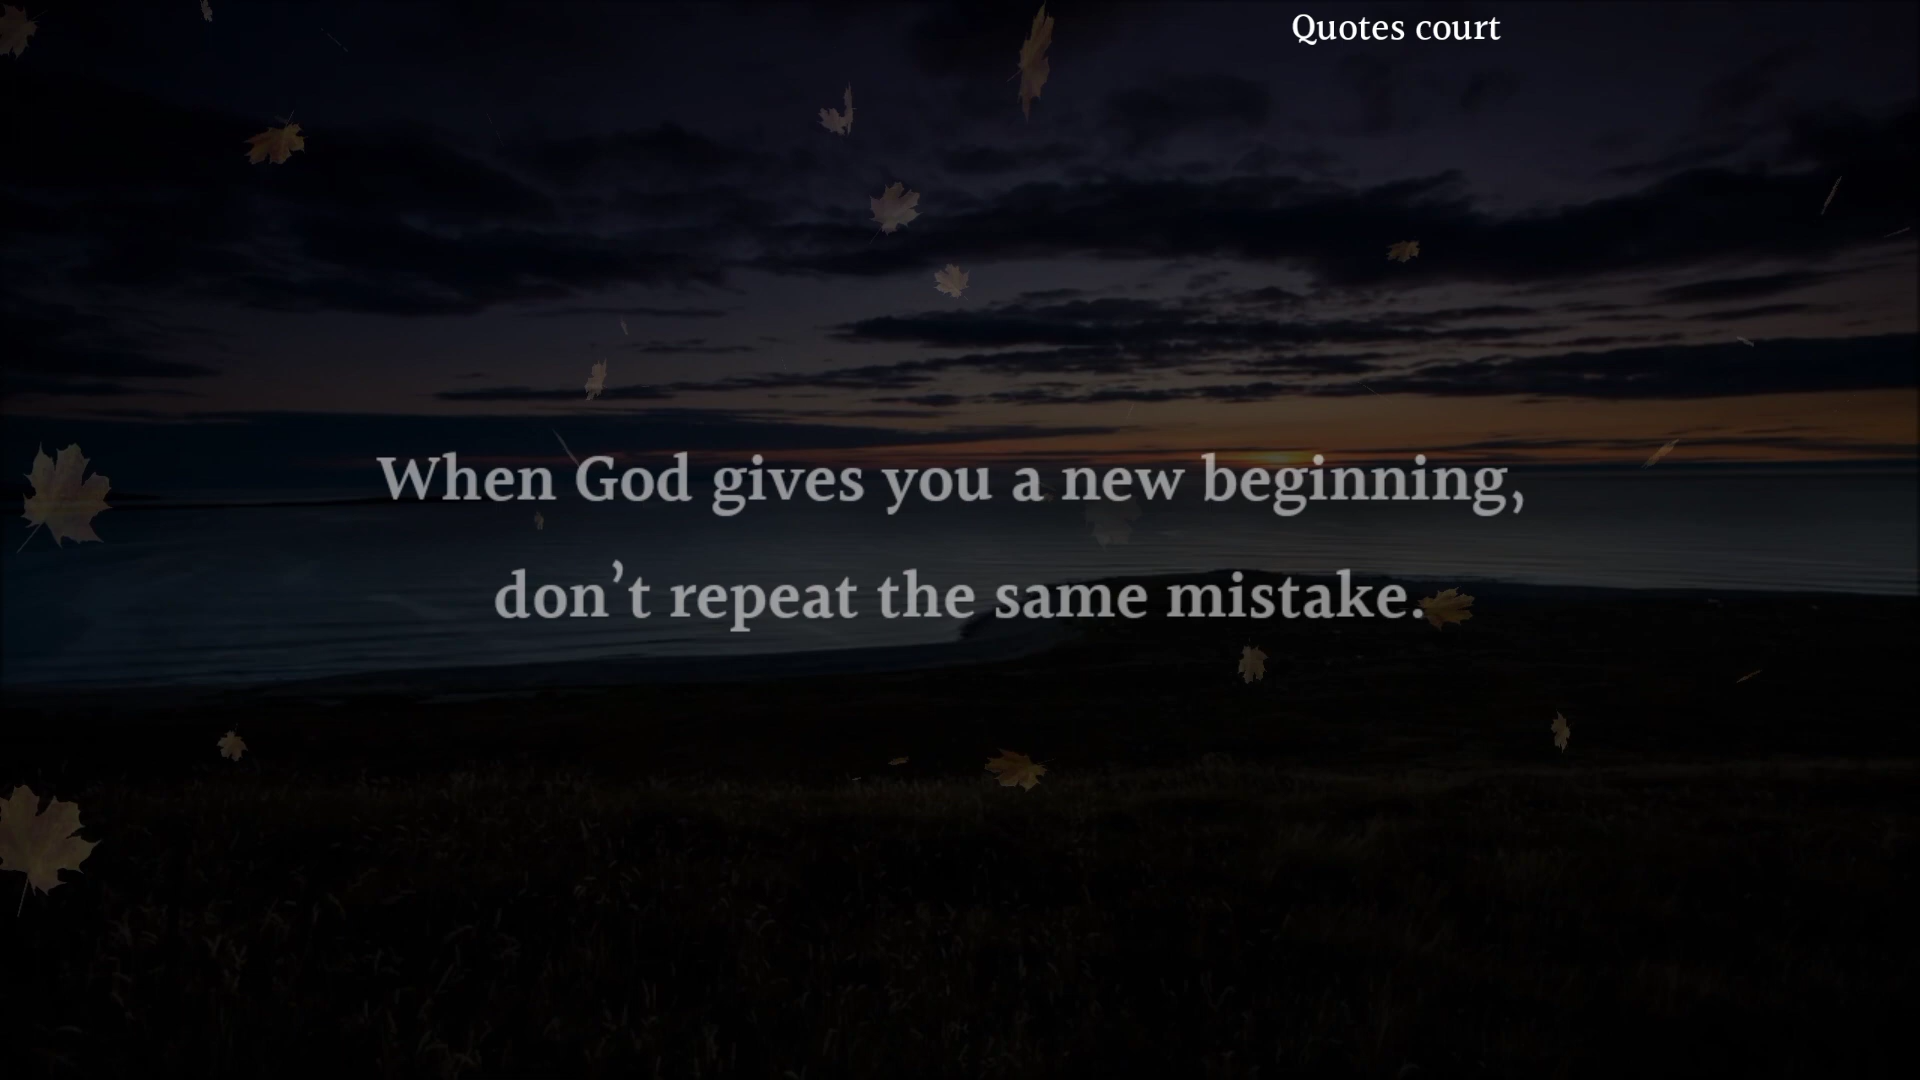 Quotes court
When God gives you a new beginning,
don’t repeat the same mistake.